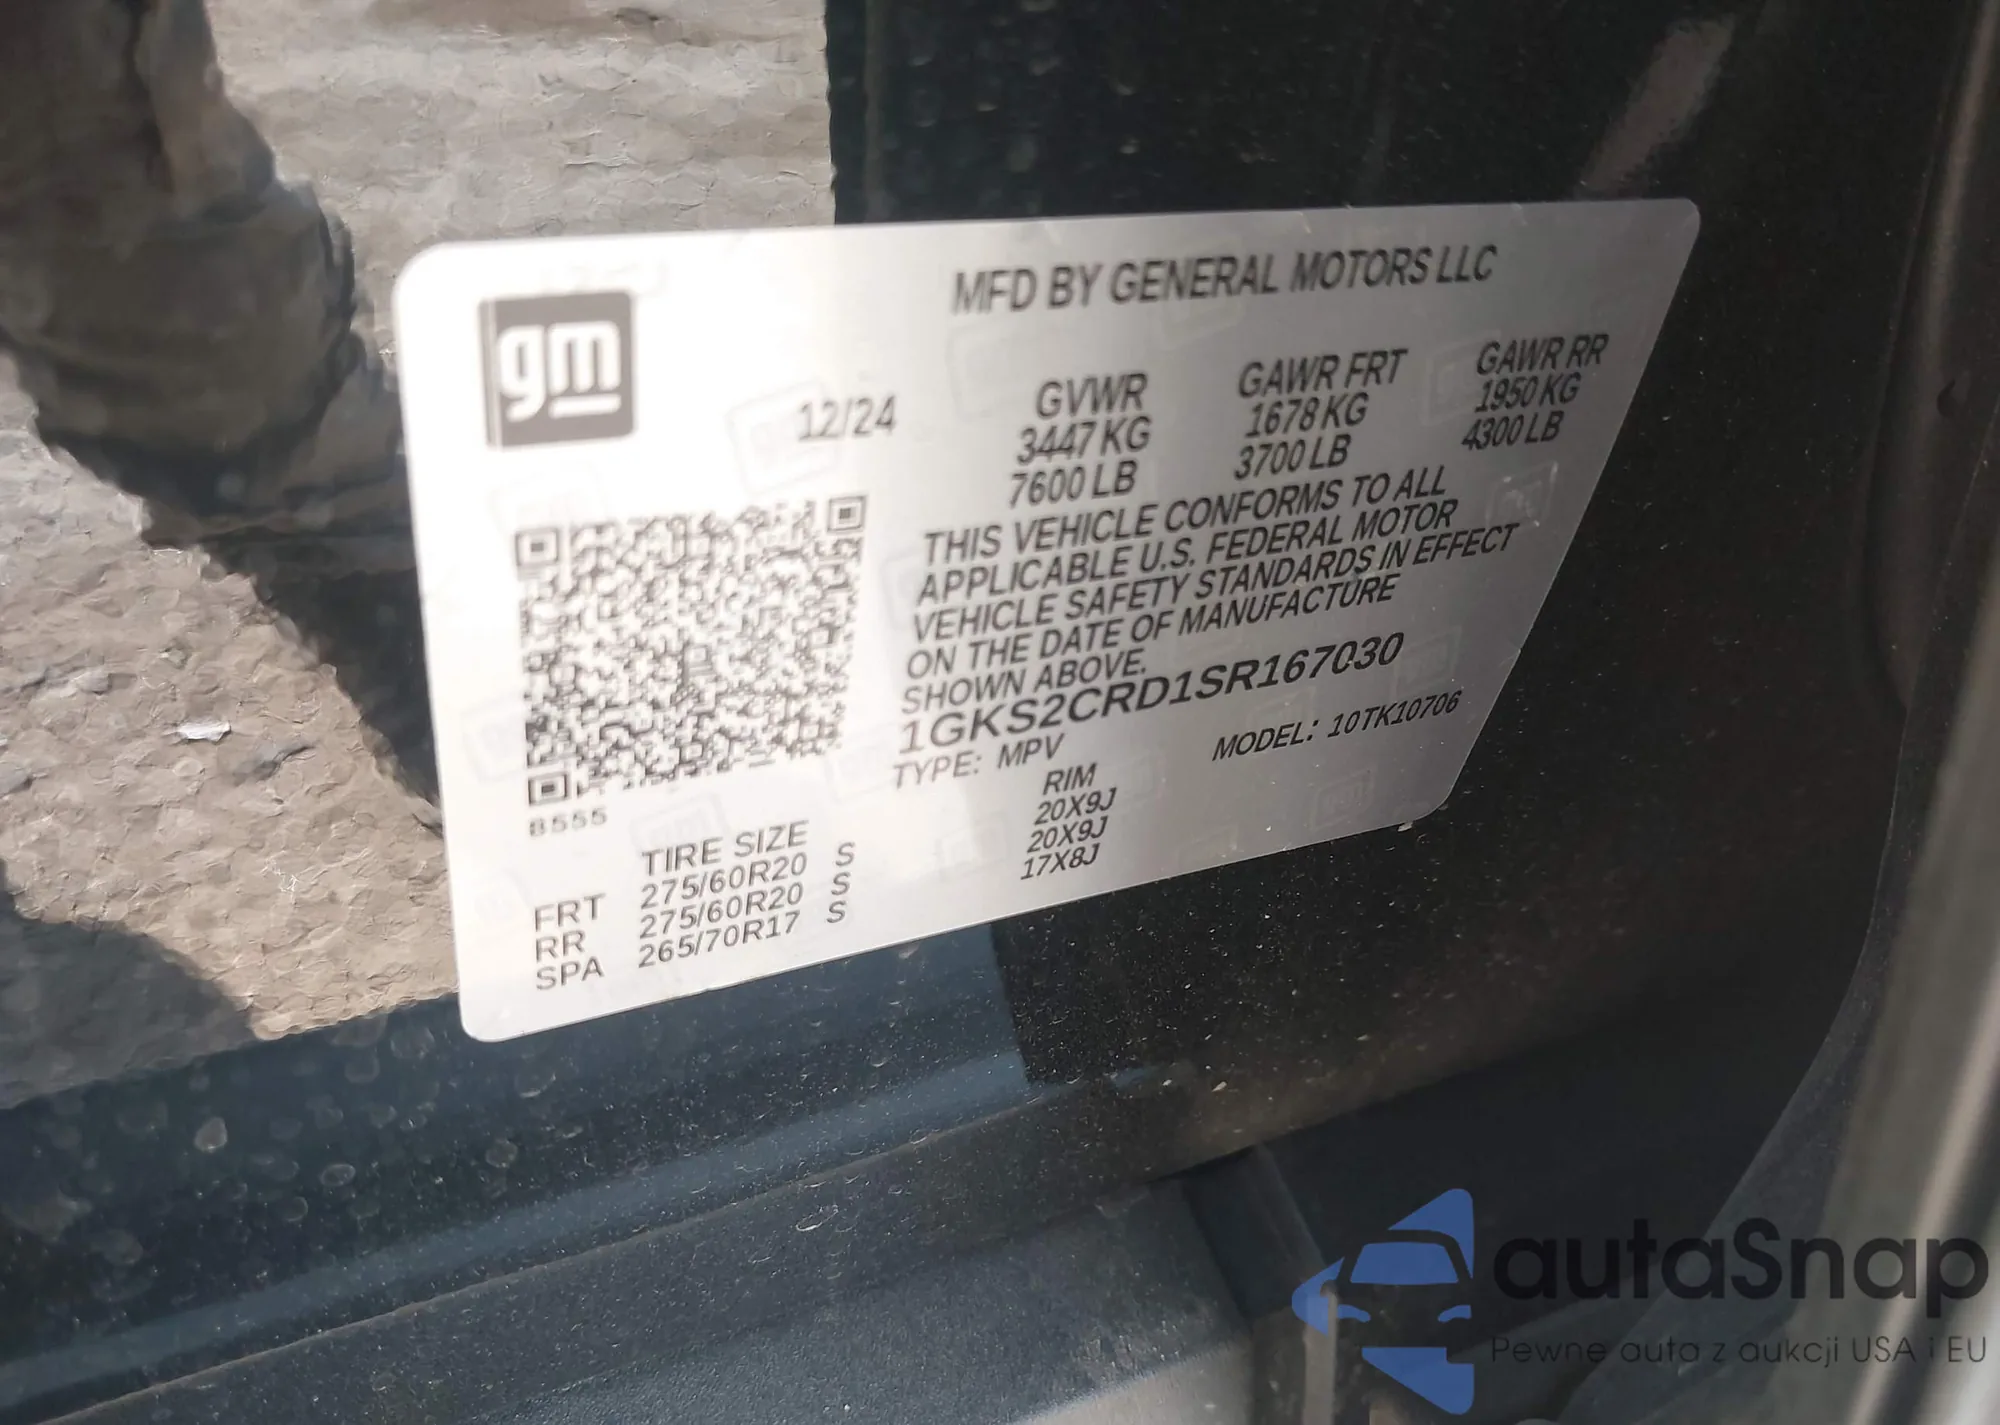 gm
MFD BY GENERAL MOTORS LLC
12/24
GVWR
3447 KG
7600 LB
GAWR FRT
1678 KG
3700 LB
GAWR RR
1950 KG
4300 LB
THIS VEHICLE CONFORMS TO ALL
APPLICABLE U.S. FEDERAL MOTOR
VEHICLE SAFETY STANDARDS IN EFFECT
ON THE DATE OF MANUFACTURE
SHOWN ABOVE.
1GKS2CRD1SR167030
TYPE: MPV
MODEL: 10TK10706
B555
TIRE SIZE
RIM
FRT 275/60R20 S 20X9J
RR 275/60R20 S 20X9J
SPA 265/70R17 S 17X8J
autaSnap
Pewne auta z aukcji USA i EU